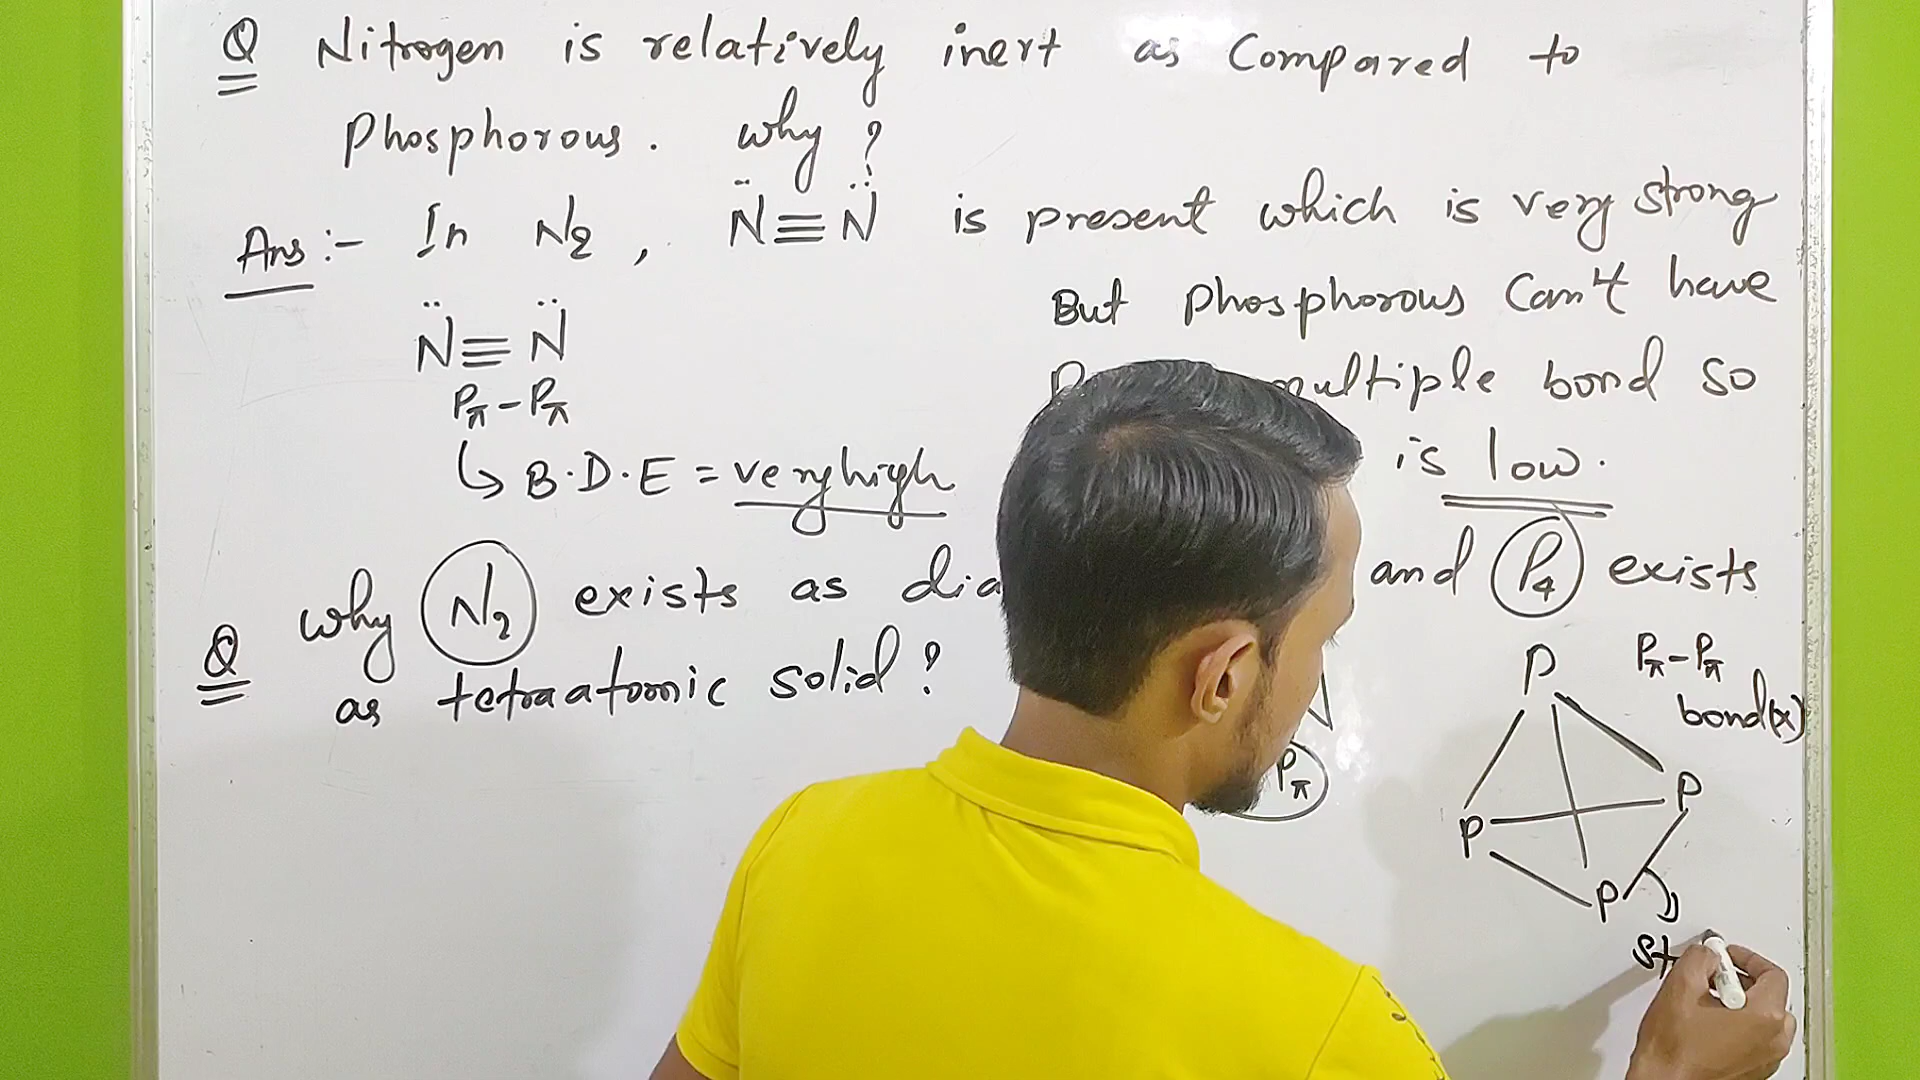 Q Nitrogen is relatively inert as Compared to
Phosphorous. Why?
Ans:- In N2, N≡N is present which is very strong
N≡N
But Phosphorous Can't have
Pπ-Pπ
multiple bond so
↳ B.D.E = very high
is low.
Q Why N2 exists as and P4 exists
as tetraatomic solid?
P
Pπ-Pπ
bond(x)
Pπ
P
P
P